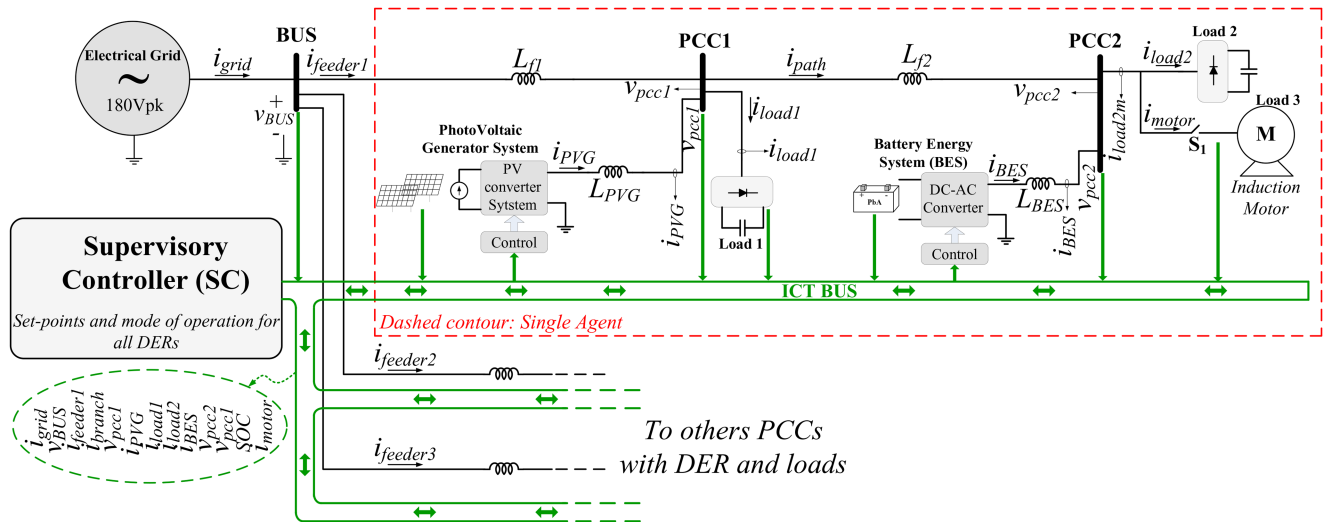 Electrical Grid
~
180Vpk
i_grid
BUS
i_feeder1
+
v_BUS
-
L_f1
PCC1
v_pcc1
v_pcc1
i_path
L_f2
PCC2
v_pcc2
v_pcc2
i_load2
Load 2
i_load2m
i_motor
S_1
Load 3
M
Induction
Motor
PhotoVoltaic
Generator System
PV
converter
Sytstem
Control
i_PVG
L_PVG
i_PVG
i_load1
i_load1
Load 1
Battery Energy
System (BES)
+ -
PbA
DC-AC
Converter
Control
i_BES
L_BES
i_BES
ICT BUS
Dashed contour: Single Agent
Supervisory
Controller (SC)
Set-points and mode of operation for
all DERs
i_grid
v_BUS
i_feeder1
i_branch
v_pcc1
i_PVG
i_load1
i_load2
i_BES
v_pcc2
v_pcc1
SOC
i_motor
i_feeder2
i_feeder3
To others PCCs
with DER and loads